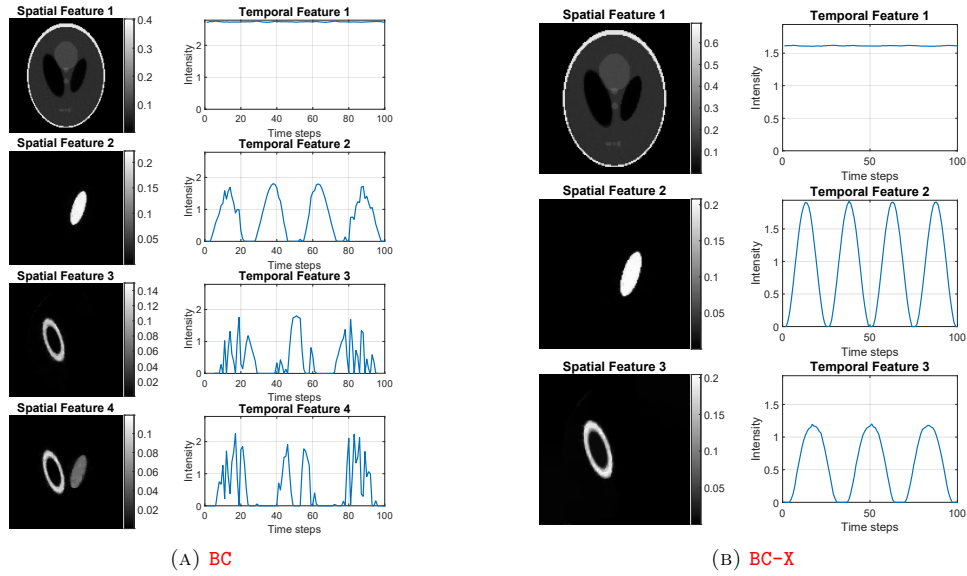 Spatial Feature 1
0.4
0.3
0.2
0.1
Temporal Feature 1
Intensity
2
1
0
0 20 40 60 80 100
Time steps
Spatial Feature 2
0.2
0.15
0.1
0.05
Temporal Feature 2
Intensity
2
1
0
0 20 40 60 80 100
Time steps
Spatial Feature 3
0.14
0.12
0.1
0.08
0.06
0.04
0.02
Temporal Feature 3
Intensity
2
1
0
0 20 40 60 80 100
Time steps
Spatial Feature 4
0.1
0.08
0.06
0.04
0.02
Temporal Feature 4
Intensity
2
1
0
0 20 40 60 80 100
Time steps
(A) BC
Spatial Feature 1
0.6
0.5
0.4
0.3
0.2
0.1
Temporal Feature 1
Intensity
1.5
1
0.5
0
0 50 100
Time steps
Spatial Feature 2
0.2
0.15
0.1
0.05
Temporal Feature 2
Intensity
1.5
1
0.5
0
0 50 100
Time steps
Spatial Feature 3
0.2
0.15
0.1
0.05
Temporal Feature 3
Intensity
1.5
1
0.5
0
0 50 100
Time steps
(B) BC-X